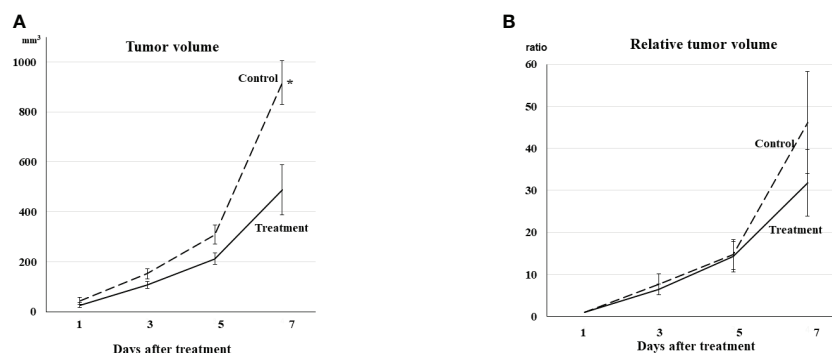 A
mm³
Tumor volume
1000
800
600
400
200
0
Control
*
Treatment
1 3 5 7
Days after treatment
B
ratio
Relative tumor volume
60
50
40
30
20
10
0
Control
Treatment
1 3 5 7
Days after treatment